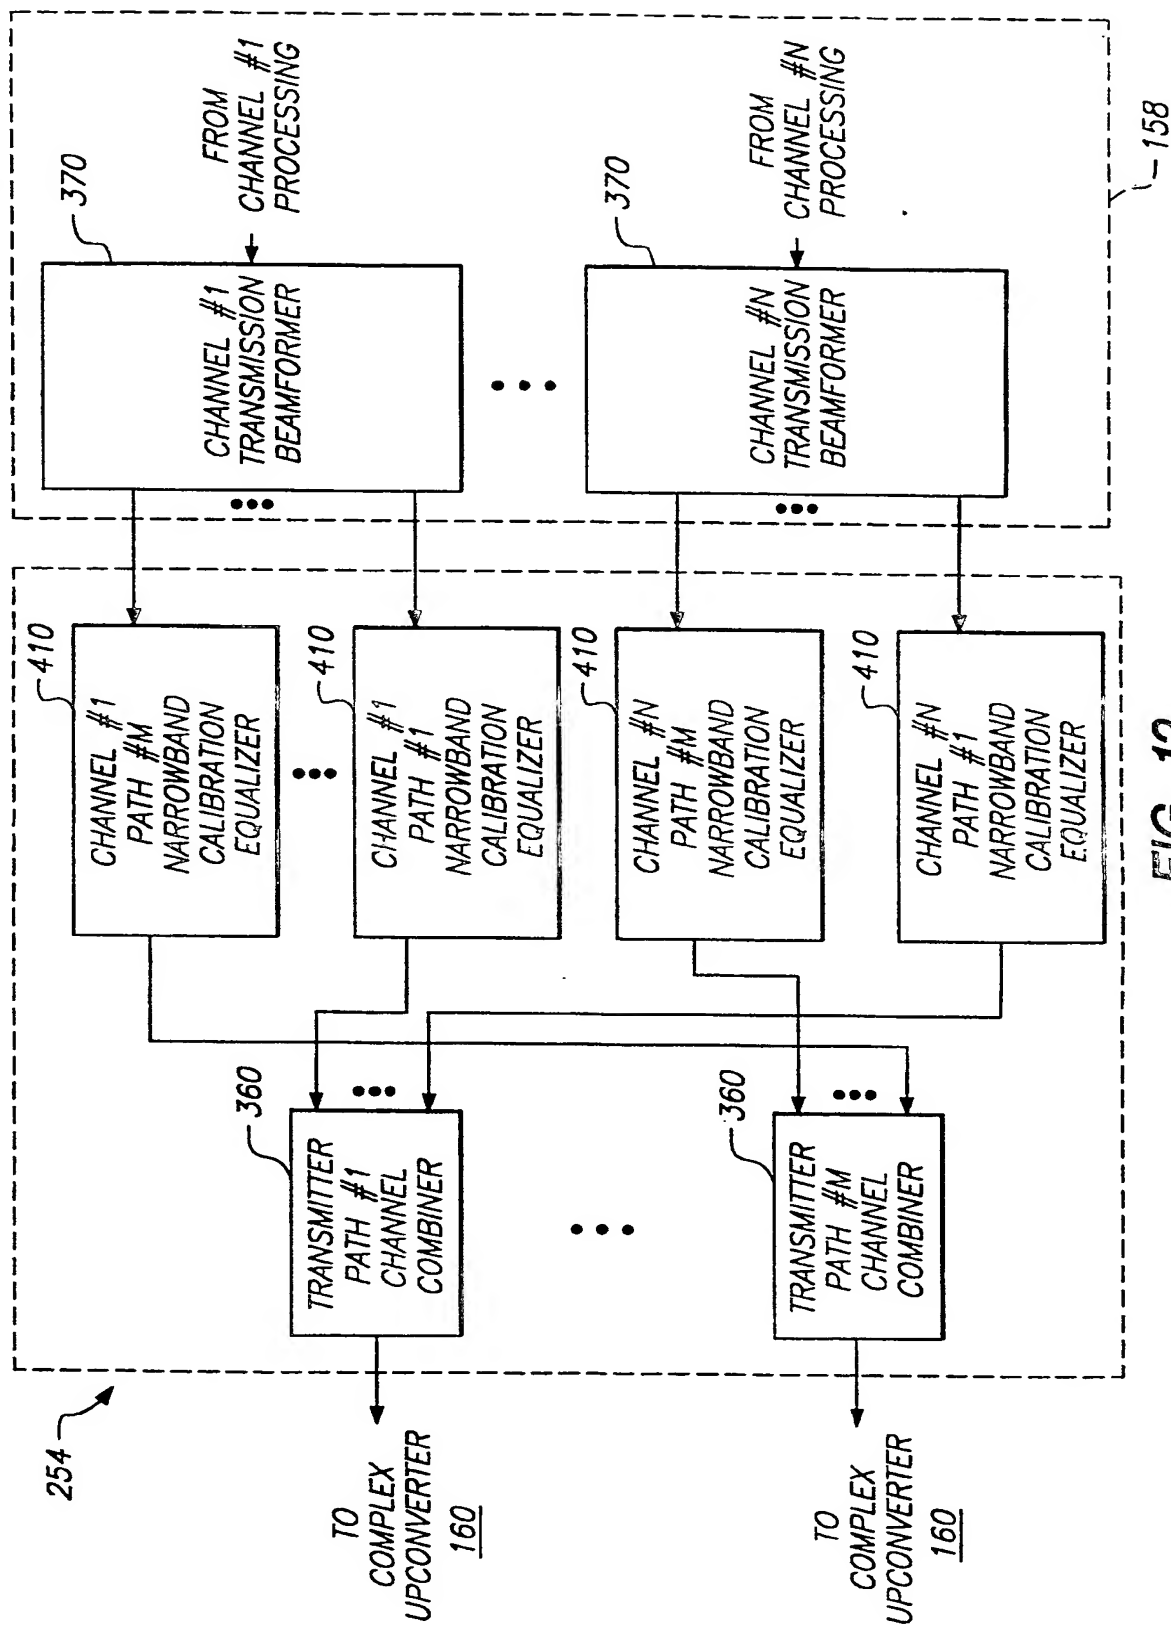 254
TO
COMPLEX
UPCONVERTER
160
TRANSMITTER
PATH #1
CHANNEL
COMBINER
360
CHANNEL #1
PATH #M
NARROWBAND
CALIBRATION
EQUALIZER
410
CHANNEL #1
PATH #1
NARROWBAND
CALIBRATION
EQUALIZER
410
CHANNEL #1
TRANSMISSION
BEAMFORMER
370
FROM
CHANNEL #1
PROCESSING
TO
COMPLEX
UPCONVERTER
160
TRANSMITTER
PATH #M
CHANNEL
COMBINER
360
CHANNEL #N
PATH #M
NARROWBAND
CALIBRATION
EQUALIZER
410
CHANNEL #N
PATH #1
NARROWBAND
CALIBRATION
EQUALIZER
410
CHANNEL #N
TRANSMISSION
BEAMFORMER
370
FROM
CHANNEL #N
PROCESSING
158
FIG.